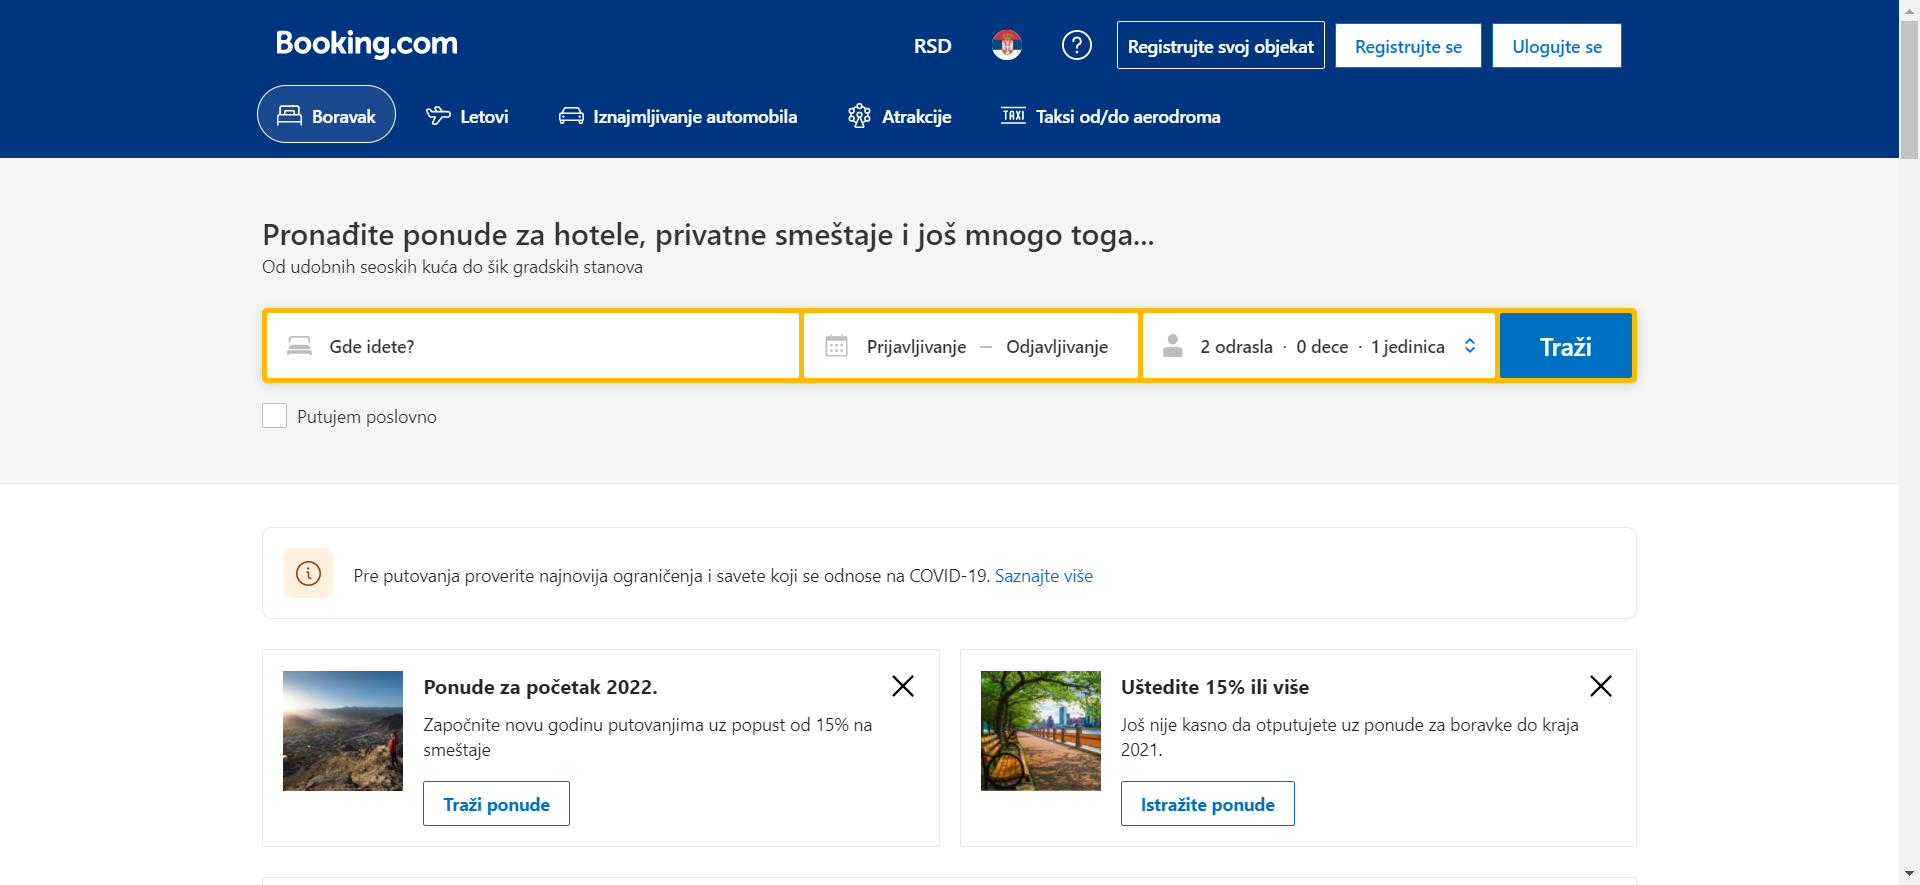 Booking.com
RSD
Registrujte svoj objekat
Registrujte se
Ulogujte se
Boravak
Letovi
Iznajmljivanje automobila
Atrakcije
TAXI
Taksi od/do aerodroma
Pronađite ponude za hotele, privatne smeštaje i još mnogo toga...
Od udobnih seoskih kuća do šik gradskih stanova
Gde idete?
Prijavljivanje — Odjavljivanje
2 odrasla · 0 dece · 1 jedinica
Traži
Putujem poslovno
Pre putovanja proverite najnovija ograničenja i savete koji se odnose na COVID-19. Saznajte više
Ponude za početak 2022.
Započnite novu godinu putovanjima uz popust od 15% na
smeštaje
Traži ponude
Uštedite 15% ili više
Još nije kasno da otputujete uz ponude za boravke do kraja
2021.
Istražite ponude